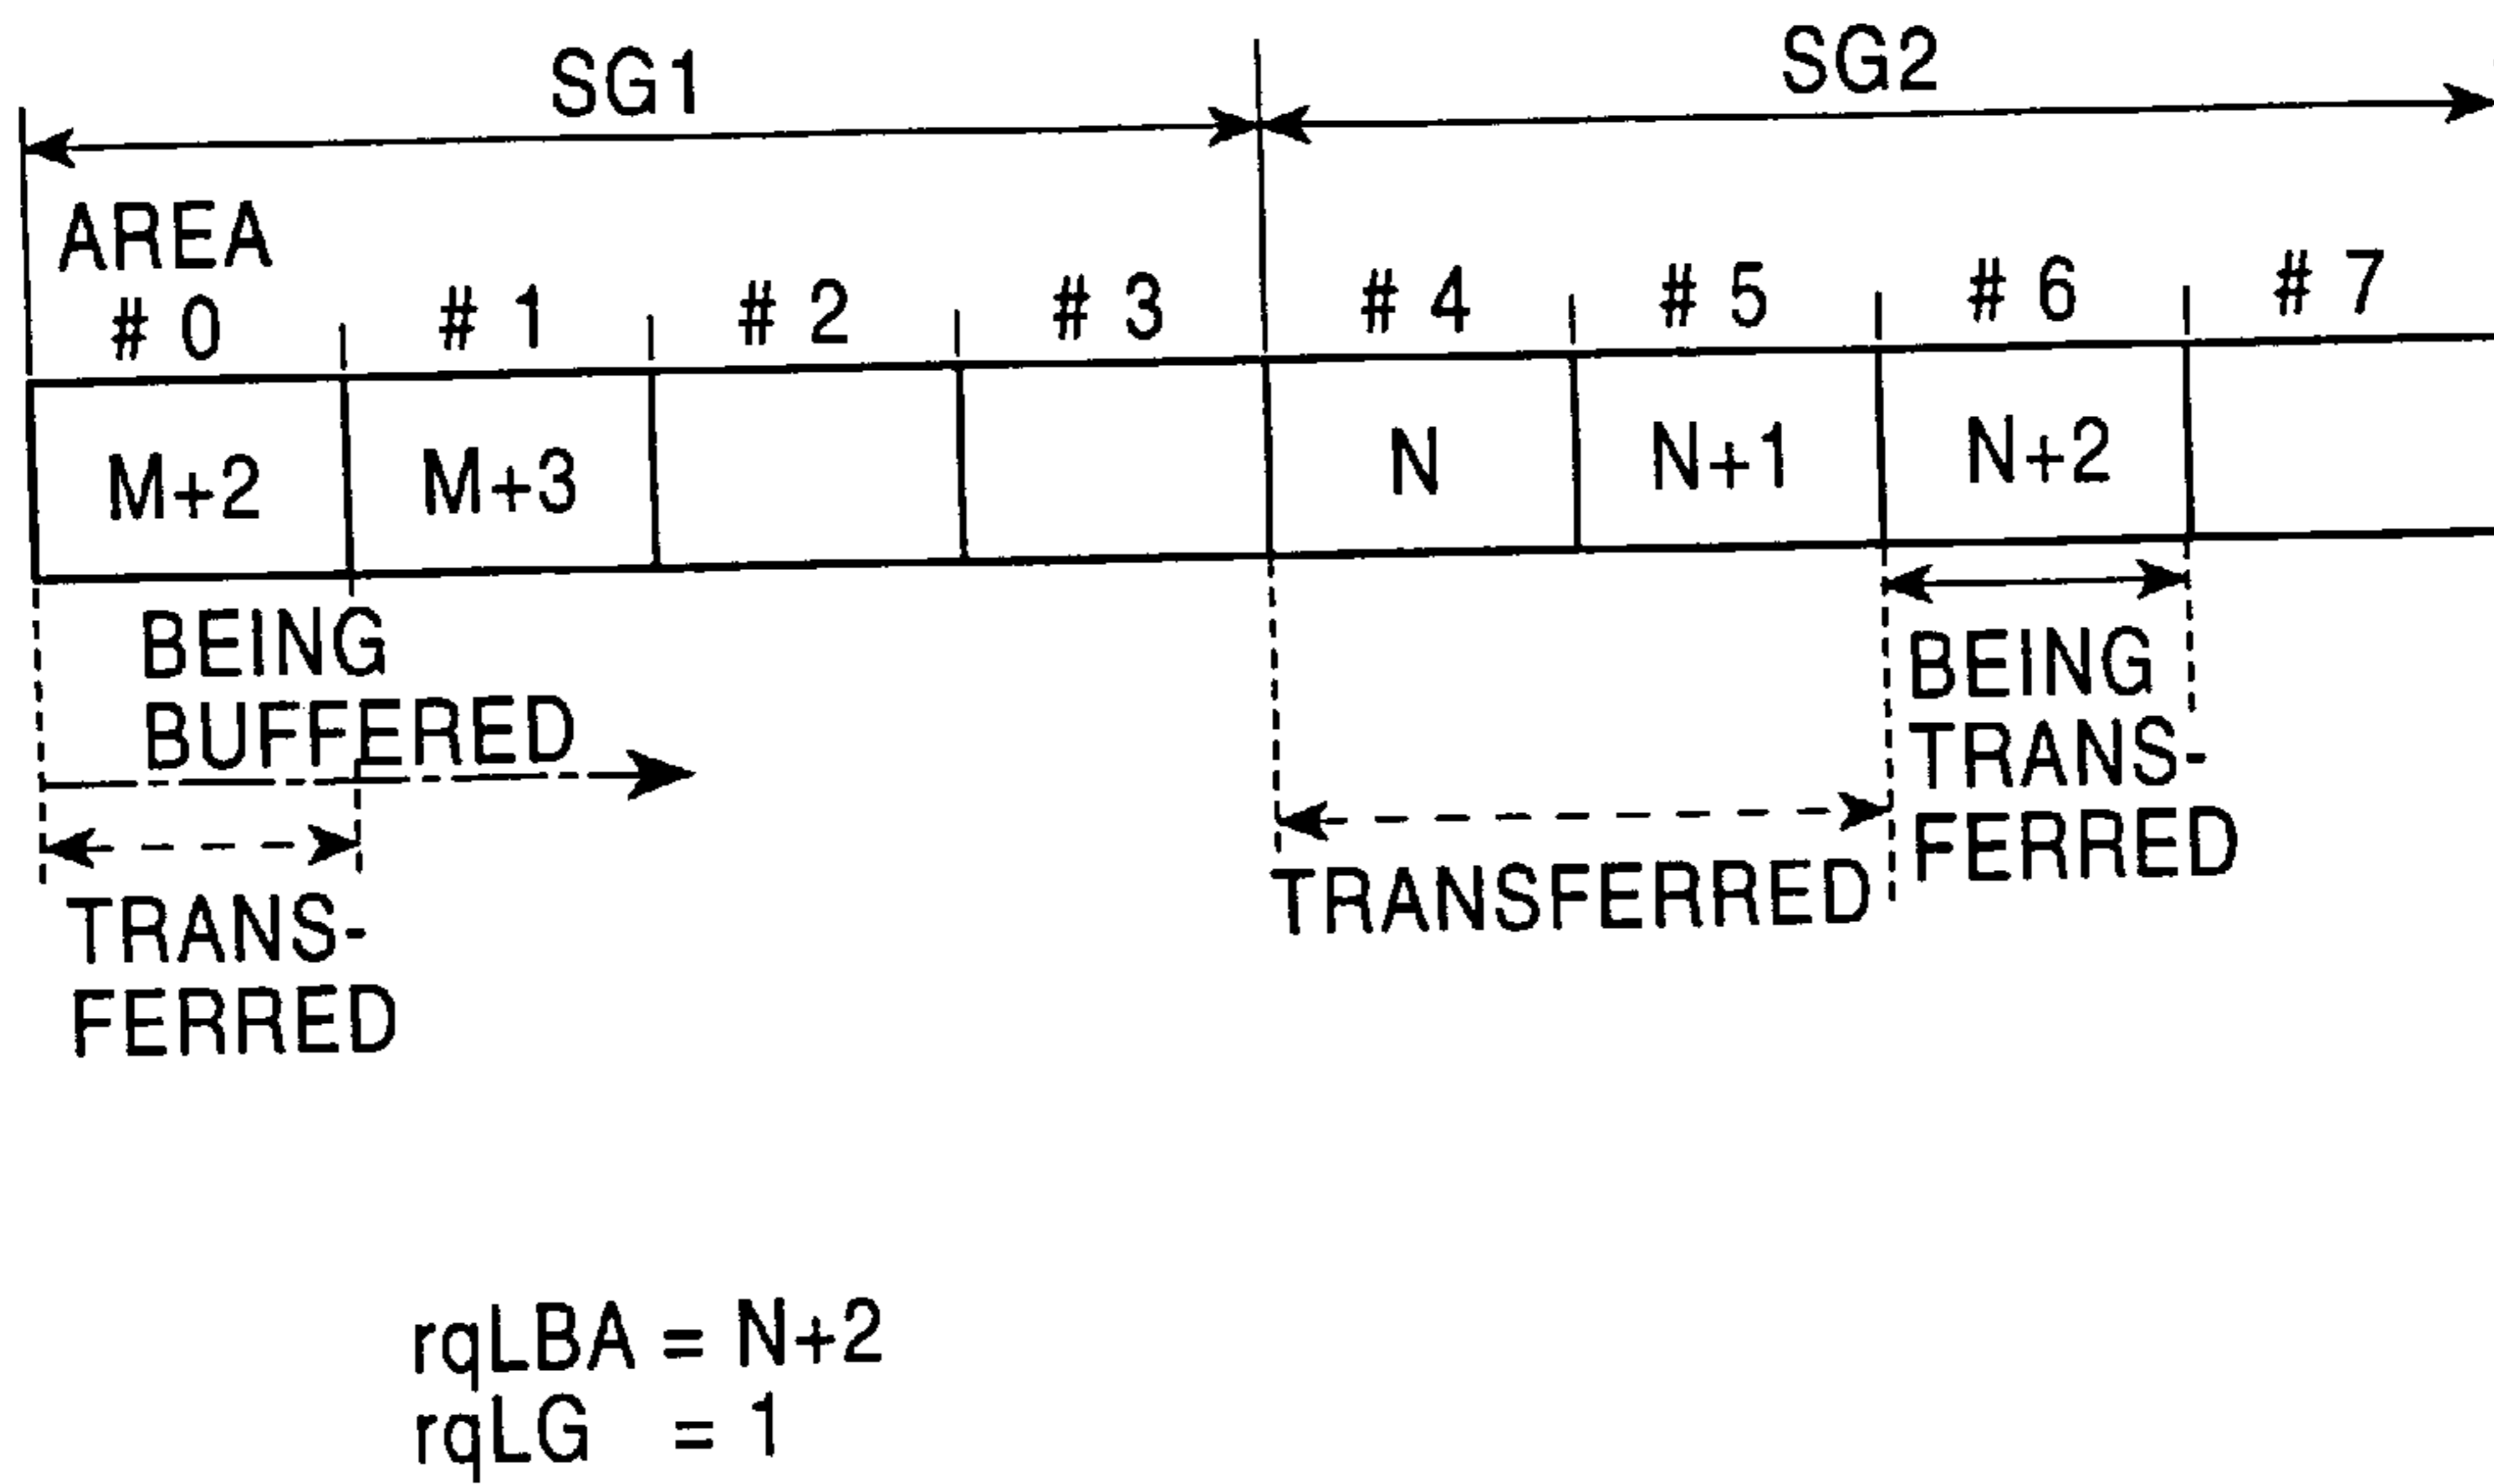 SG1 SG2
AREA
# 0 # 1 # 2 # 3 # 4 # 5 # 6 # 7
M+2 M+3 N N+1 N+2
BEING
BUFFERED
TRANS-
FERRED
TRANSFERRED
BEING
TRANS-
FERRED
rqLBA = N+2
rqLG = 1